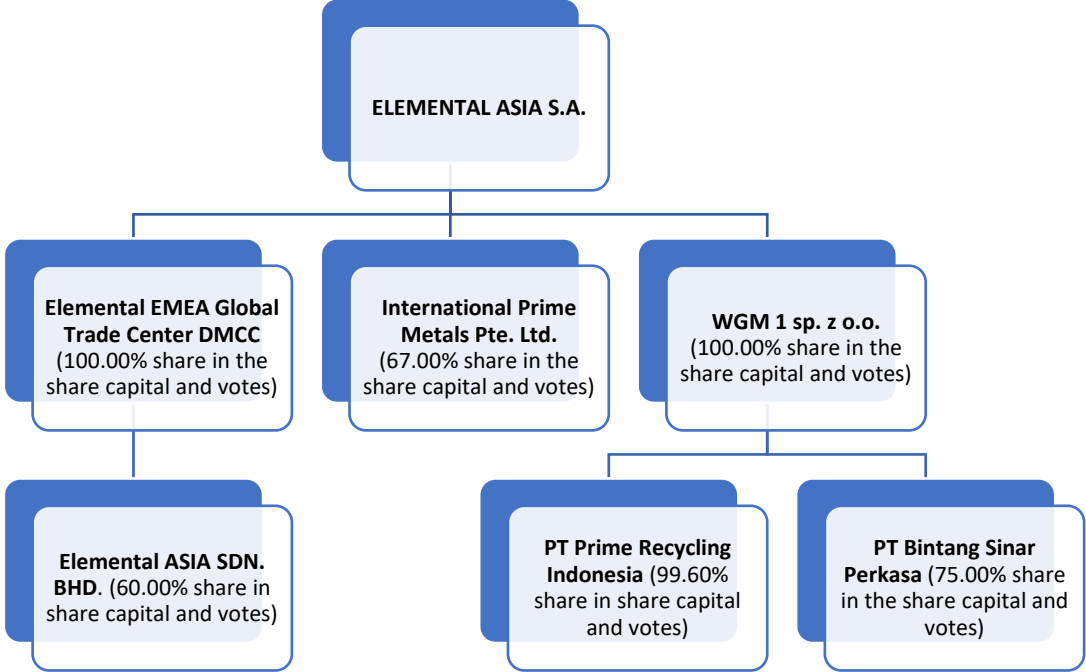 ELEMENTAL ASIA S.A.
Elemental EMEA Global
Trade Center DMCC
(100.00% share in the
share capital and votes)
International Prime
Metals Pte. Ltd.
(67.00% share in the
share capital and votes)
WGM 1 sp. z o.o.
(100.00% share in the
share capital and votes)
Elemental ASIA SDN.
BHD. (60.00% share in
share capital and votes)
PT Prime Recycling
Indonesia (99.60%
share in share capital
and votes)
PT Bintang Sinar
Perkasa (75.00% share
in the share capital and
votes)